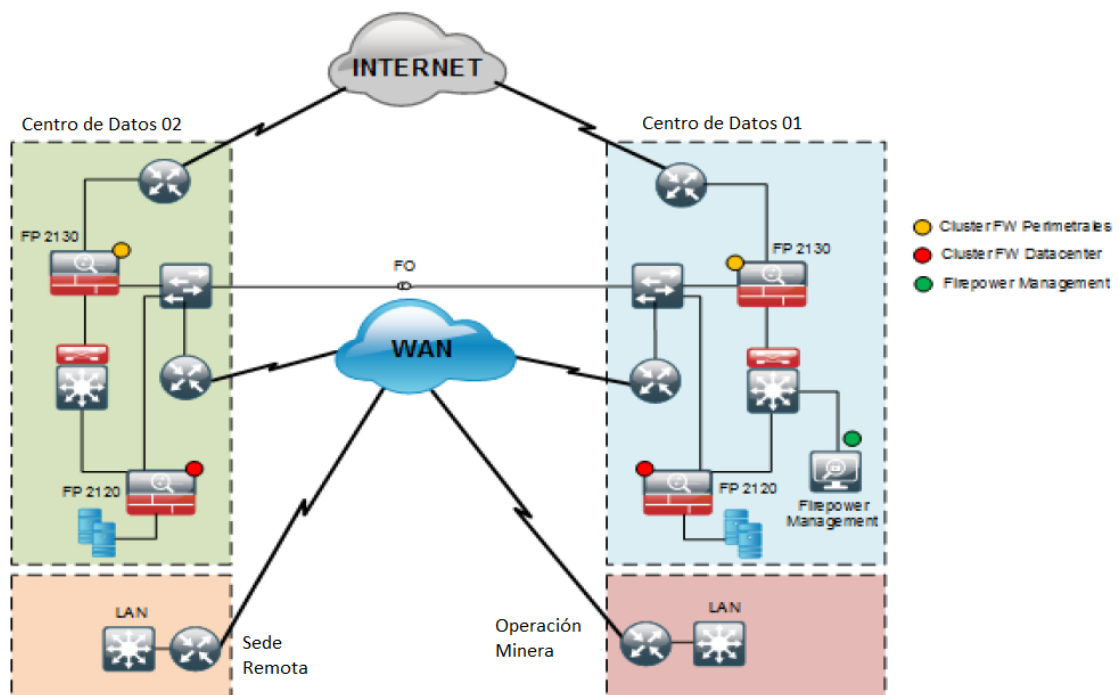 INTERNET
Centro de Datos 02
Centro de Datos 01
FP 2130
FP 2130
Cluster FW Perimetrales
Cluster FW Datacenter
Firepower Management
FO
WAN
FP 2120
FP 2120
Firepower
Management
LAN
Sede
Remota
Operación
Minera
LAN